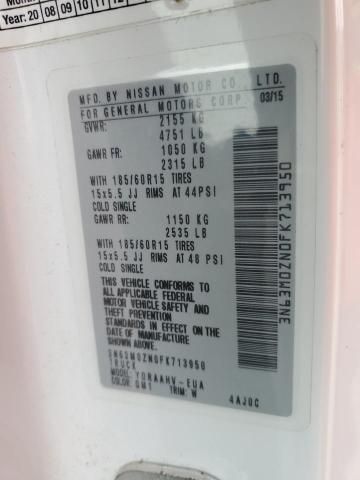 Year: 20 08 09 10 11 12
MFD. BY NISSAN MOTOR CO., LTD.
FOR GENERAL MOTORS CORP. 03/15
GVWR: 2155 KG
4751 LB
GAWR FR: 1050 KG
2315 LB
WITH 185/60R15 TIRES
15x5.5 JJ RIMS AT 44PSI
COLD SINGLE
GAWR RR: 1150 KG
2535 LB
WITH 185/60R15 TIRES
15x5.5 JJ RIMS AT 48 PSI
COLD SINGLE
THIS VEHICLE CONFORMS TO ALL
APPLICABLE FEDERAL
MOTOR VEHICLE SAFETY AND
THEFT PREVENTION
STANDARDS IN EFFECT ON THE
DATE OF MANUFACTURE SHOWN ABOVE.
3N63M0ZN0FK713950
TRUCK
MODEL YDRAAHV-EUA
COLOR QM1 TRIM: W 4AJ0C
3N63M0ZN0FK713950